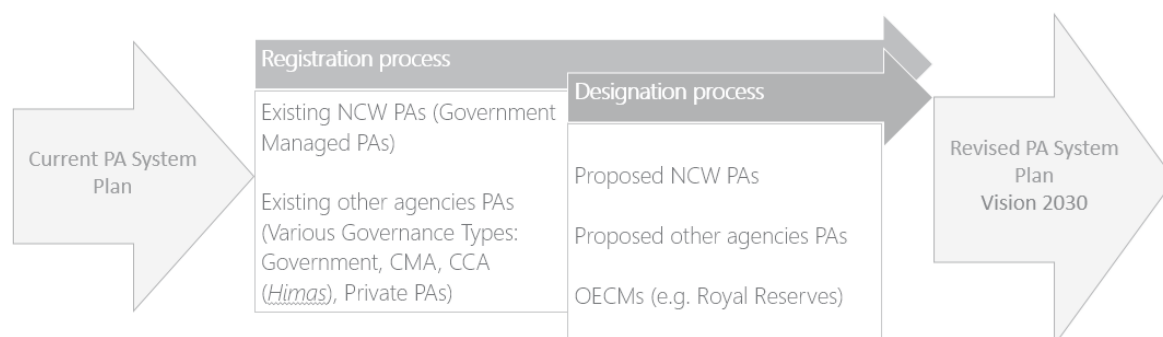 Current PA System
Plan
Registration process
Existing NCW PAs (Government
Managed PAs)
Existing other agencies PAs
(Various Governance Types:
Government, CMA, CCA
(Himas), Private PAs)
Designation process
Proposed NCW PAs
Proposed other agencies PAs
OECMs (e.g. Royal Reserves)
Revised PA System
Plan
Vision 2030